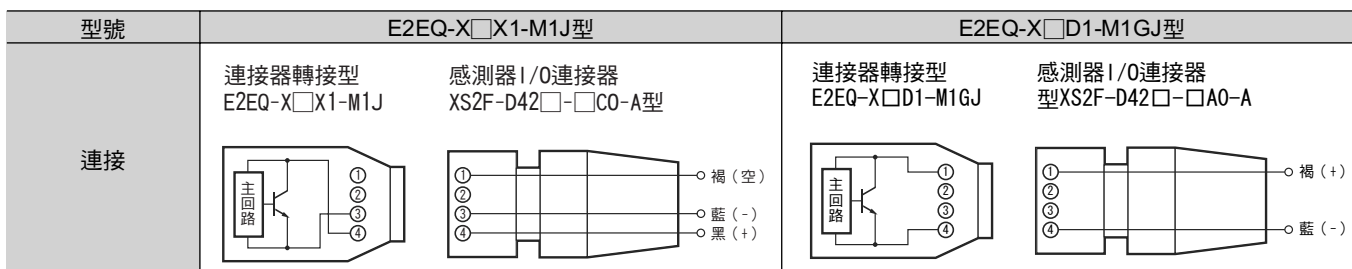 型號
E2EQ-X□X1-M1J型
E2EQ-X□D1-M1GJ型
連接
連接器轉接型
E2EQ-X□X1-M1J
感測器I/O連接器
XS2F-D42□-□C0-A型
主回路
①
②
③
④
①
②
③
④
褐（空）
藍（-）
黑（+）
連接器轉接型
E2EQ-X□D1-M1GJ
感測器I/O連接器
型XS2F-D42□-□A0-A
主回路
①
②
③
④
①
②
③
④
褐（+）
藍（-）